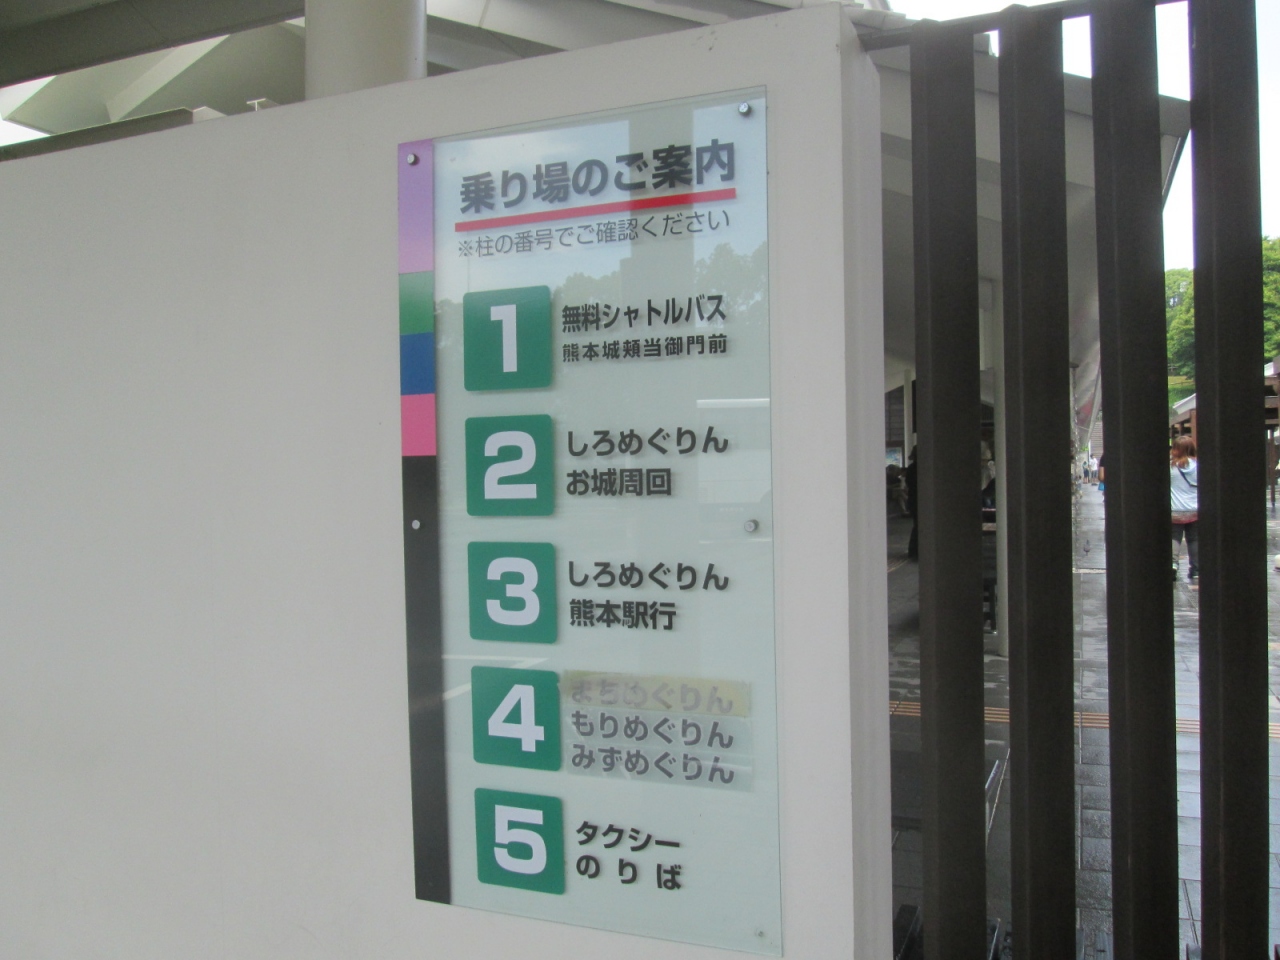 乗り場のご案内
※柱の番号でご確認ください
1
無料シャトルバス
熊本城頬当御門前
2
しろめぐりん
お城周回
3
しろめぐりん
熊本駅行
4
まちめぐりん
もりめぐりん
みずめぐりん
5
タクシー
のりば